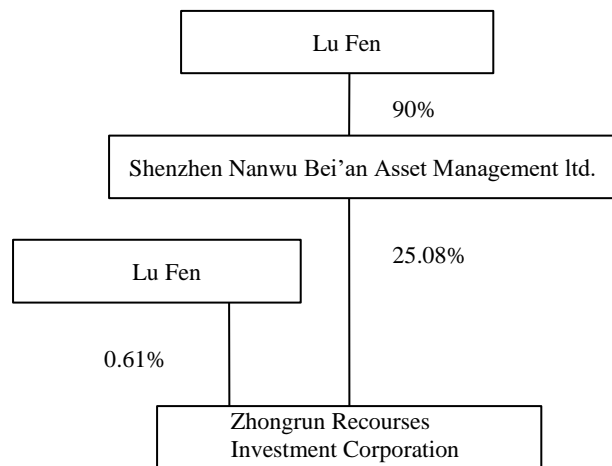 Lu Fen
90%
Shenzhen Nanwu Bei’an Asset Management ltd.
25.08%
Lu Fen
0.61%
Zhongrun Recourses
Investment Corporation